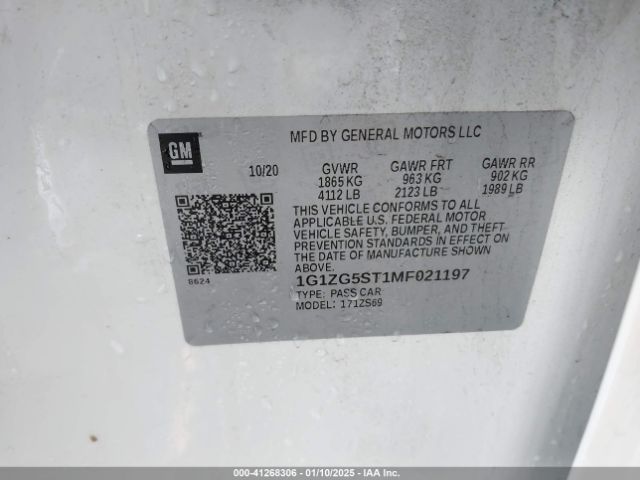 GM
MFD BY GENERAL MOTORS LLC
10/20 GVWR GAWR FRT GAWR RR
1865 KG 963 KG 902 KG
4112 LB 2123 LB 1989 LB
THIS VEHICLE CONFORMS TO ALL
APPLICABLE U.S. FEDERAL MOTOR
VEHICLE SAFETY, BUMPER, AND THEFT
PREVENTION STANDARDS IN EFFECT ON
THE DATE OF MANUFACTURE SHOWN
ABOVE.
8624
1G1ZG5ST1MF021197
TYPE: PASS CAR
MODEL: 171ZS69
000-41268306 / 01/10/2025 / IAAI.COM